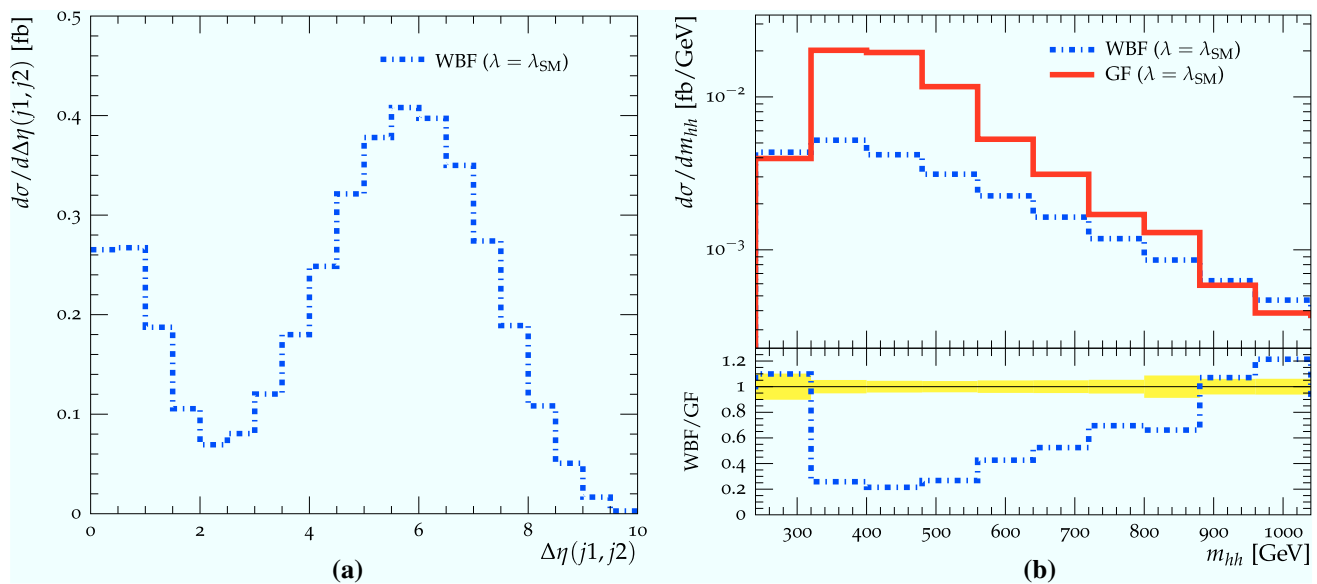 0.5
0.4
0.3
0.2
0.1
0
dσ/dΔη(j1, j2) [fb]
WBF (λ = λSM)
0 2 4 6 8 10
Δη(j1, j2)
(a)
dσ/dmhh [fb/GeV]
10−2
10−3
WBF (λ = λSM)
GF (λ = λSM)
WBF/GF
1.2
1
0.8
0.6
0.4
0.2
0
300 400 500 600 700 800 900 1000
mhh [GeV]
(b)